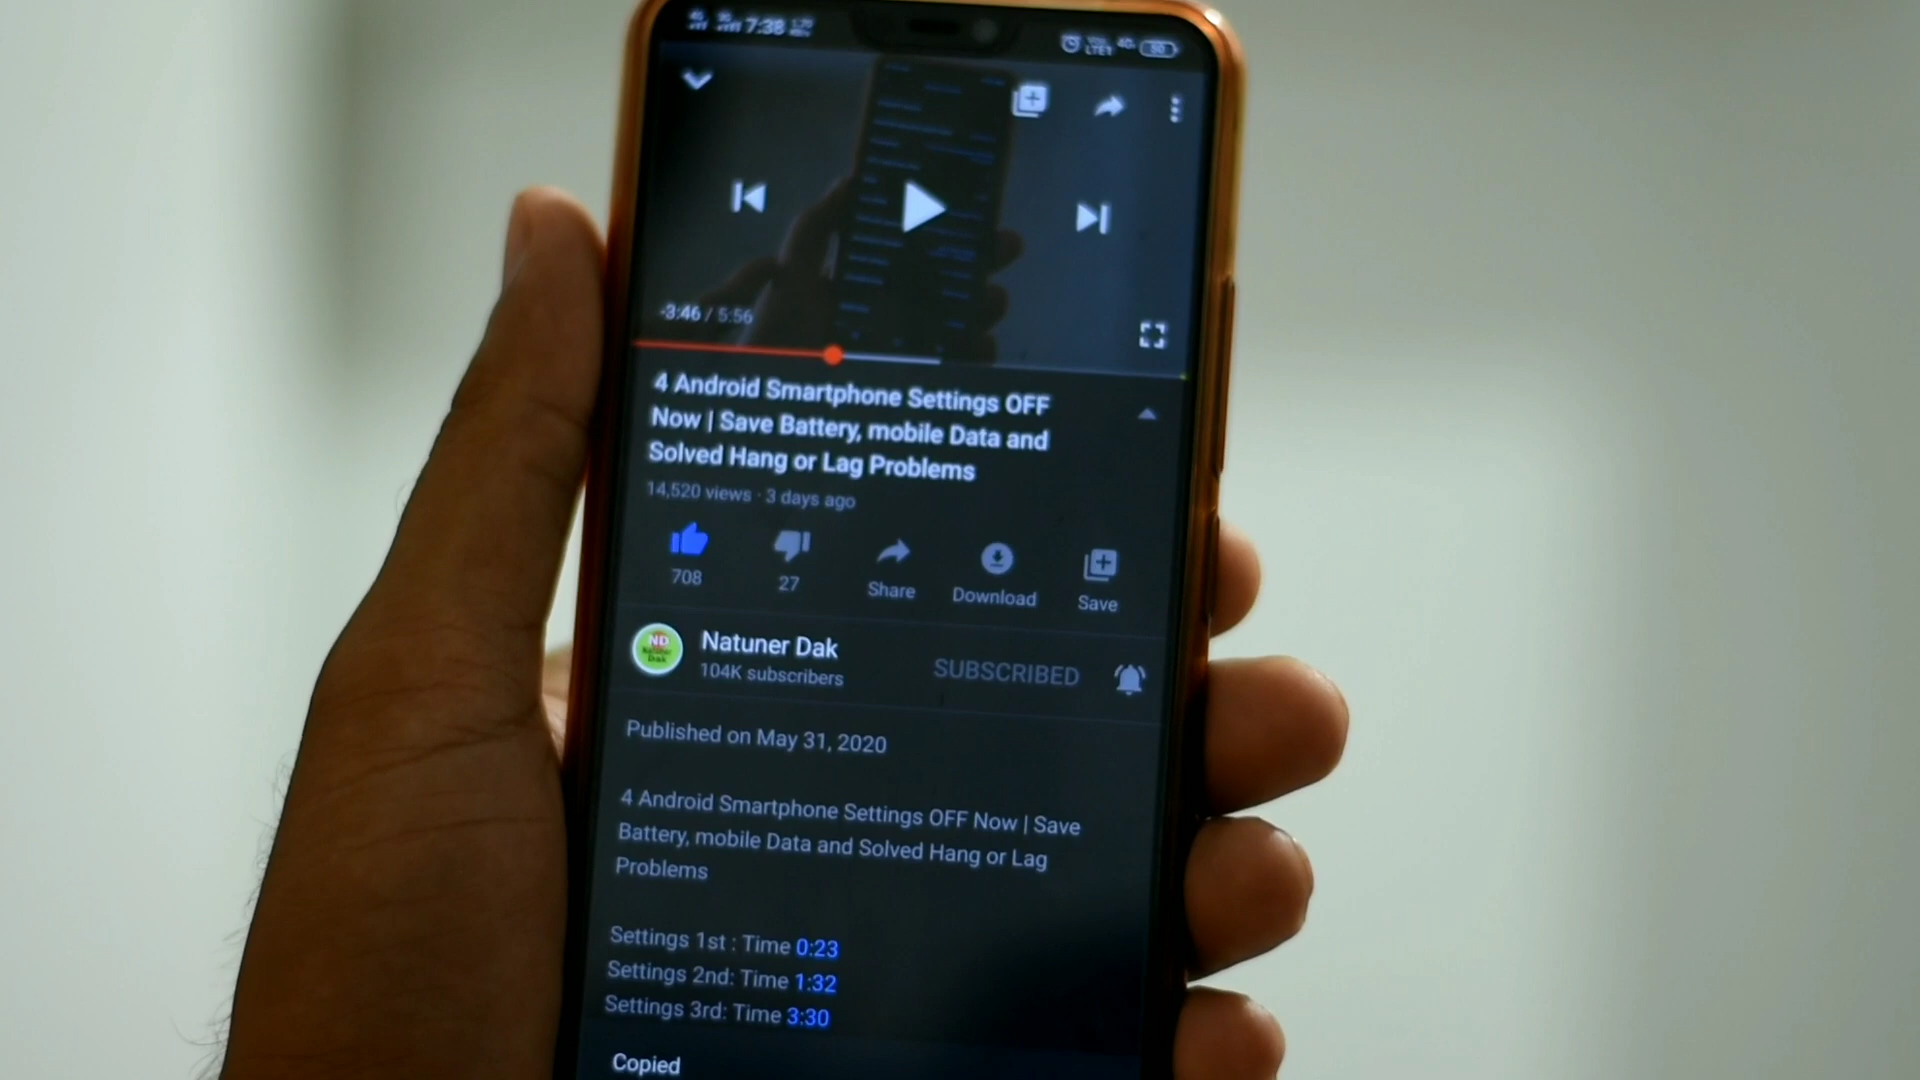 7:38
4G
50
-3:46 / 5:56
4 Android Smartphone Settings OFF
Now | Save Battery, mobile Data and
Solved Hang or Lag Problems
14,520 views · 3 days ago
708
27
Share
Download
Save
ND
Natuner Dak
104K subscribers
SUBSCRIBED
Published on May 31, 2020
4 Android Smartphone Settings OFF Now | Save
Battery, mobile Data and Solved Hang or Lag
Problems
Settings 1st : Time 0:23
Settings 2nd: Time 1:32
Settings 3rd: Time 3:30
Copied